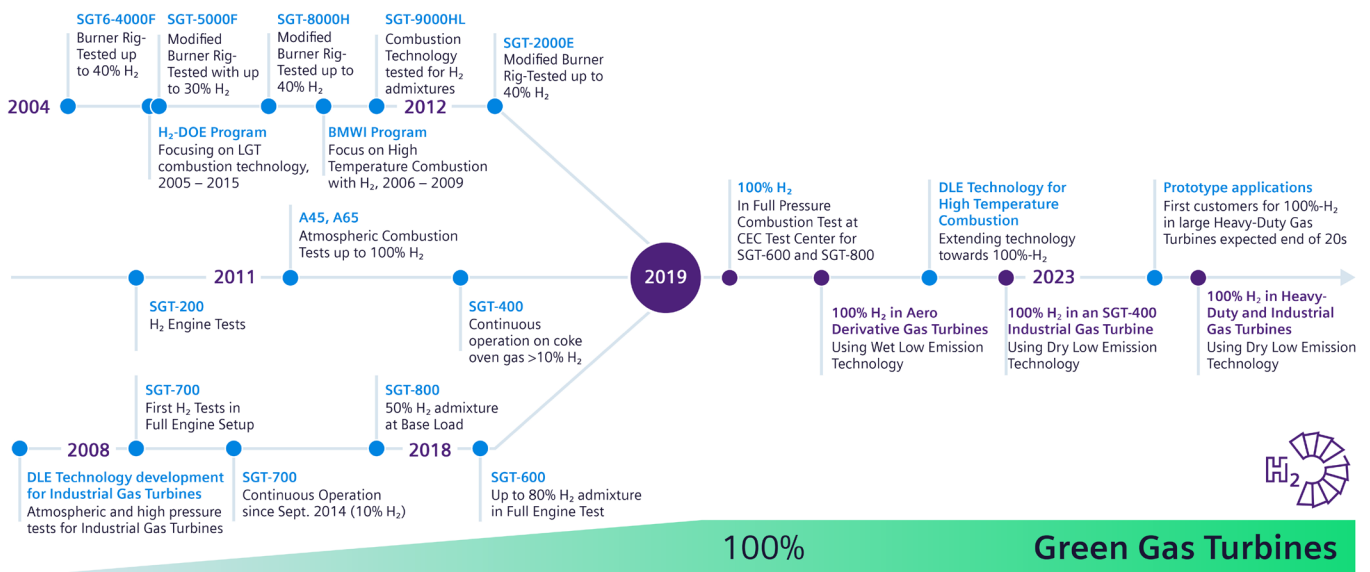 SGT6-4000F
Burner Rig-
Tested up
to 40% H₂
SGT-5000F
Modified
Burner Rig-
Tested with up
to 30% H₂
SGT-8000H
Modified
Burner Rig-
Tested up to
40% H₂
SGT-9000HL
Combustion
Technology
tested for H₂
admixtures
SGT-2000E
Modified Burner
Rig-Tested up to
40% H₂
2004
2012
H₂-DOE Program
Focusing on LGT
combustion technology,
2005 – 2015
BMWI Program
Focus on High
Temperature Combustion
with H₂, 2006 – 2009
A45, A65
Atmospheric Combustion
Tests up to 100% H₂
2011
SGT-200
H₂ Engine Tests
SGT-400
Continuous
operation on coke
oven gas >10% H₂
SGT-700
First H₂ Tests in
Full Engine Setup
SGT-800
50% H₂ admixture
at Base Load
2008
2018
DLE Technology development
for Industrial Gas Turbines
Atmospheric and high pressure
tests for Industrial Gas Turbines
SGT-700
Continuous Operation
since Sept. 2014 (10% H₂)
SGT-600
Up to 80% H₂ admixture
in Full Engine Test
2019
100% H₂
In Full Pressure
Combustion Test at
CEC Test Center for
SGT-600 and SGT-800
DLE Technology for
High Temperature
Combustion
Extending technology
towards 100%-H₂
Prototype applications
First customers for 100%-H₂
in large Heavy-Duty Gas
Turbines expected end of 20s
2023
100% H₂ in Aero
Derivative Gas Turbines
Using Wet Low Emission
Technology
100% H₂ in an SGT-400
Industrial Gas Turbine
Using Dry Low Emission
Technology
100% H₂ in Heavy-
Duty and Industrial
Gas Turbines
Using Dry Low Emission
Technology
H₂
100%
Green Gas Turbines